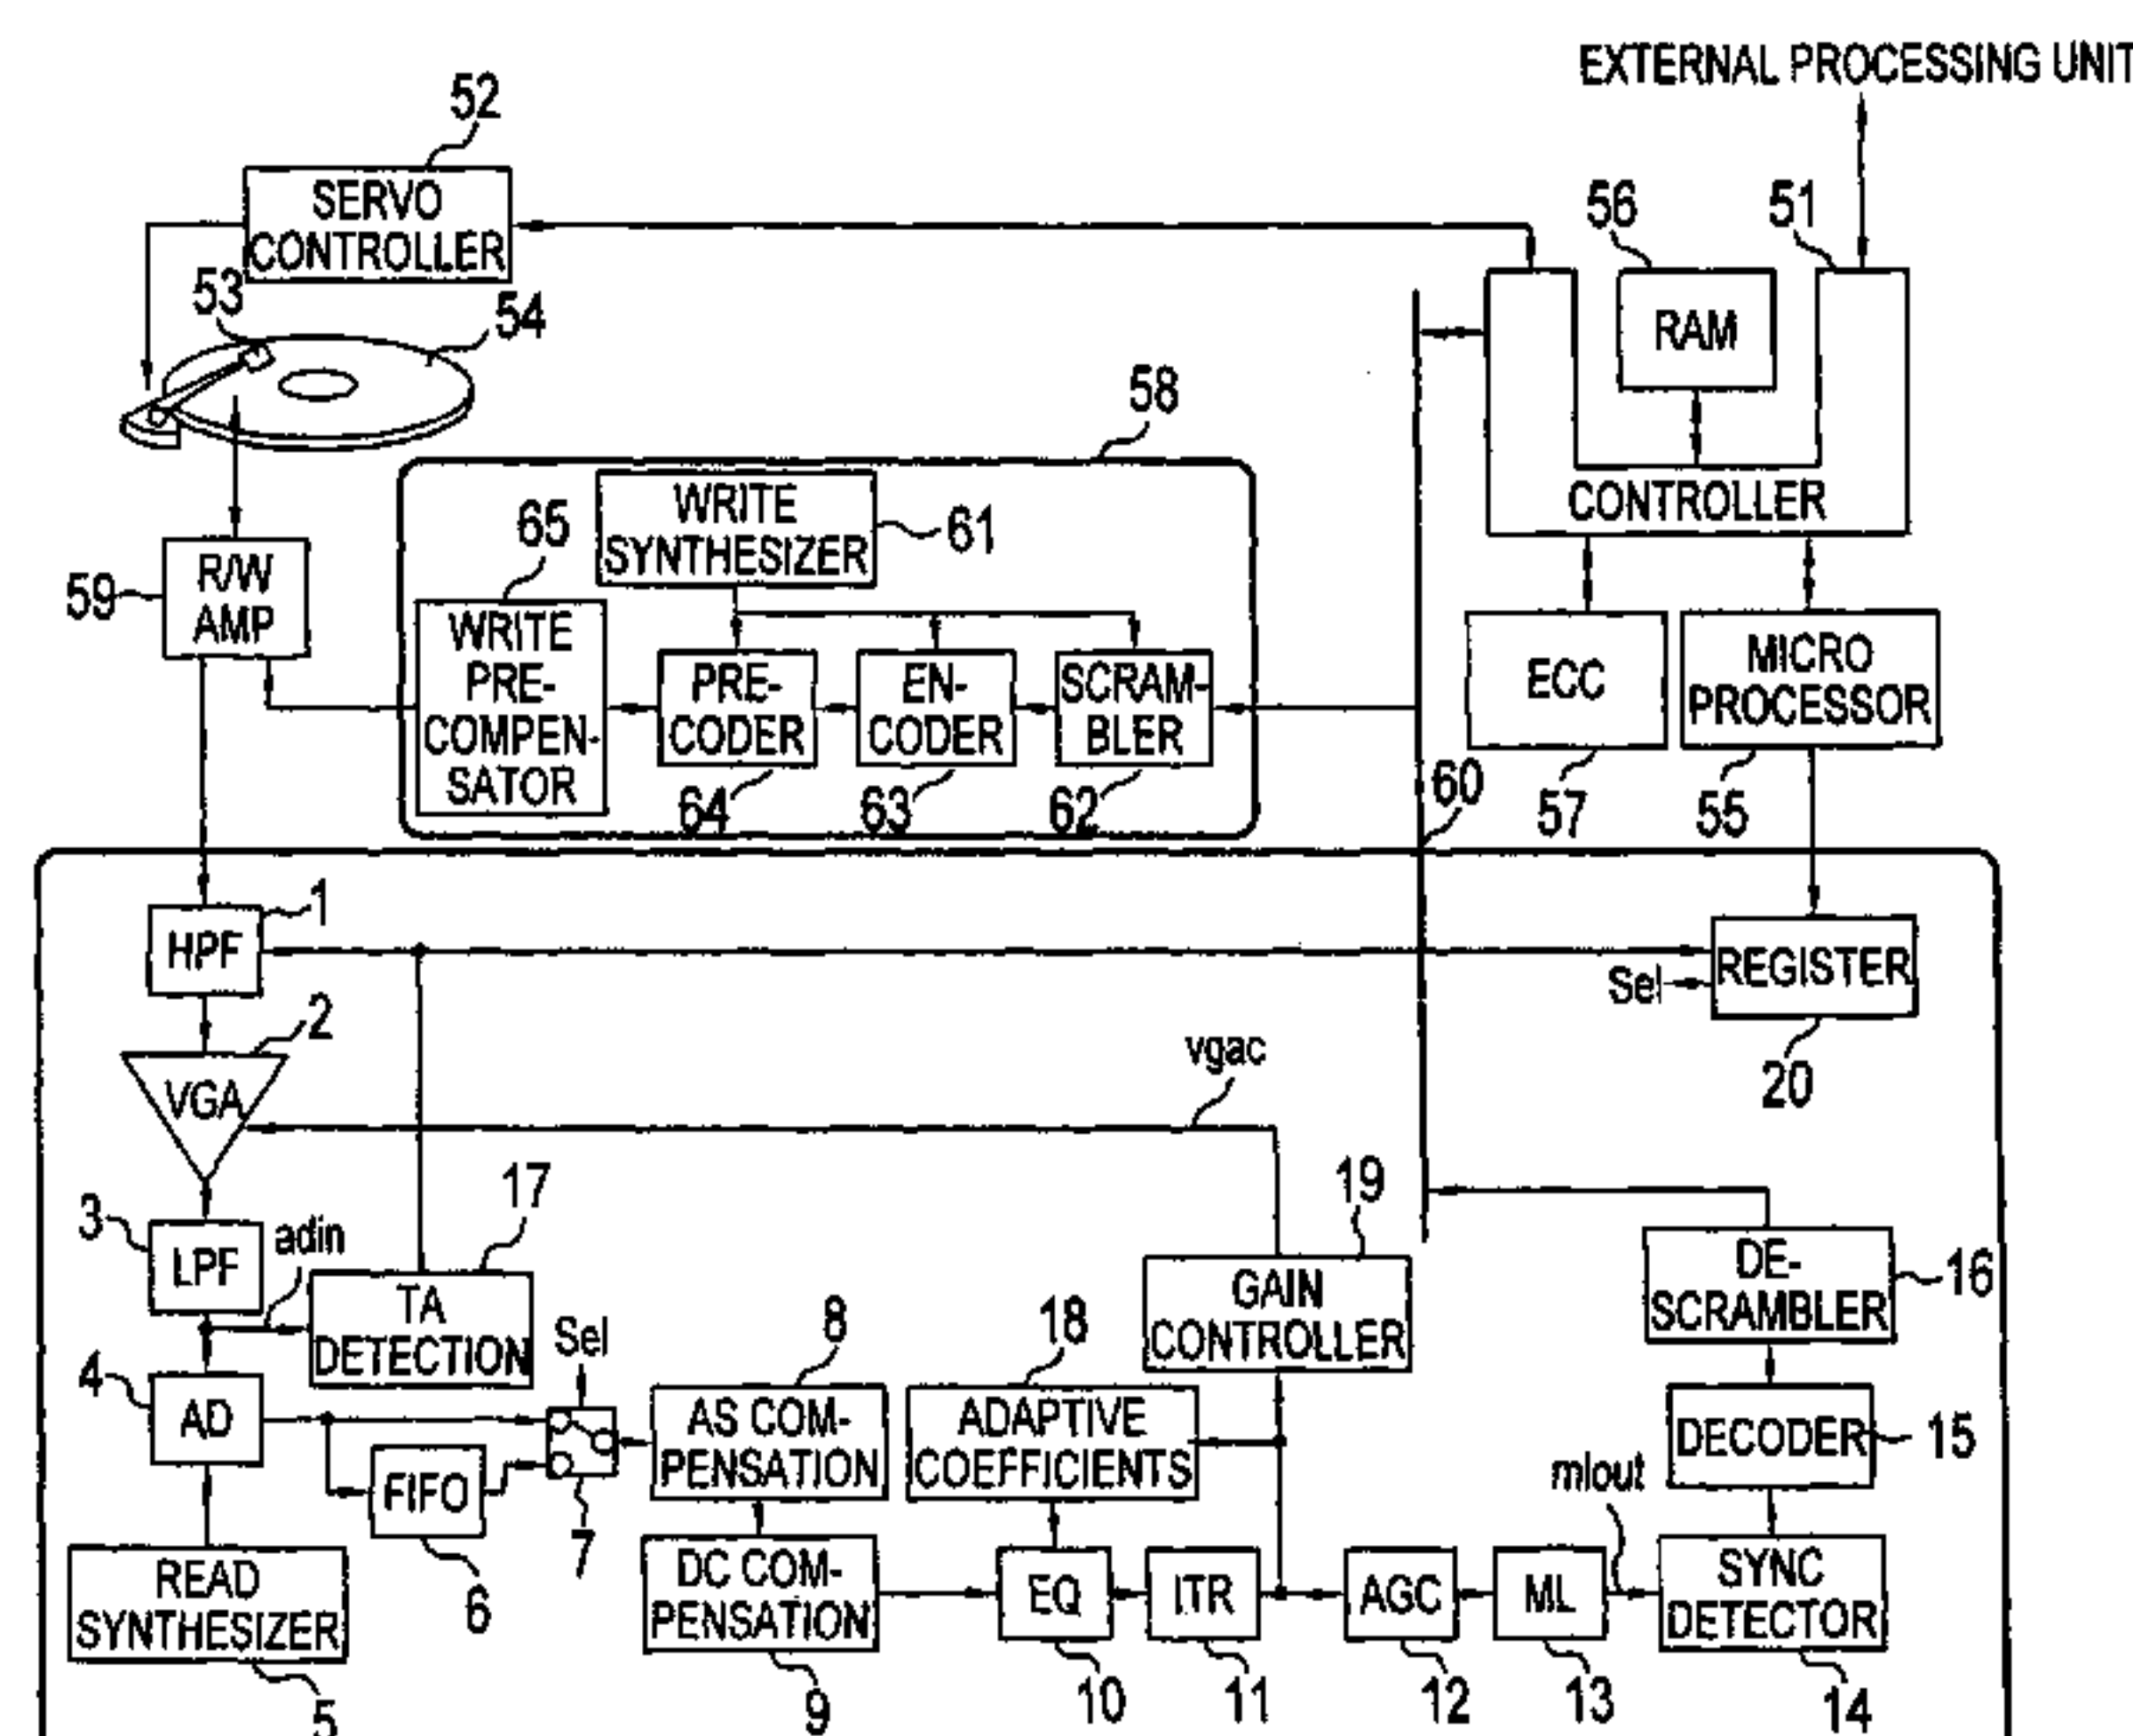 EXTERNAL PROCESSING UNIT
52
SERVO
CONTROLLER
56
51
53
54
RAM
58
CONTROLLER
65
WRITE
SYNTHESIZER
61
59
R/W
AMP
WRITE
PRE-
COMPEN-
SATOR
PRE-
CODER
EN-
CODER
SCRAM-
BLER
ECC
MICRO
PROCESSOR
64
63
62
60
57
55
1
HPF
Sel
REGISTER
20
2
VGA
vgac
17
19
3
LPF
adin
TA
DETECTION
GAIN
CONTROLLER
DE-
SCRAMBLER
16
4
AD
Sel
8
18
AS COM-
PENSATION
ADAPTIVE
COEFFICIENTS
DECODER
15
FIFO
6
7
mlout
READ
SYNTHESIZER
5
DC COM-
PENSATION
9
EQ
10
ITR
11
AGC
12
ML
13
SYNC
DETECTOR
14